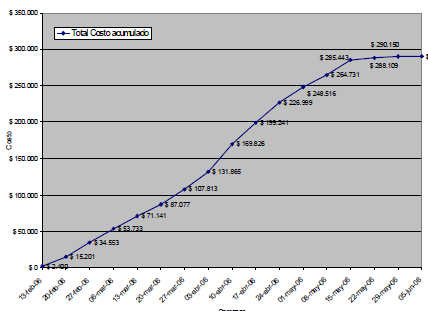 $ 350.000
Total Costo acumulado
$ 300.000
$ 290.150
$ 285.443
$ 288.109
$ 264.731
$ 250.000
$ 248.516
$ 226.999
$ 200.000
$ 169.826
$ 150.000
$ 131.865
$ 107.813
$ 100.000
$ 87.077
$ 71.141
$ 53.733
$ 50.000
$ 34.553
$ 15.201
$ 0
Costo
13-feb-06
20-feb-06
27-feb-06
06-mar-06
13-mar-06
20-mar-06
27-mar-06
03-abr-06
10-abr-06
17-abr-06
24-abr-06
01-may-06
08-may-06
15-may-06
22-may-06
29-may-06
05-jun-06